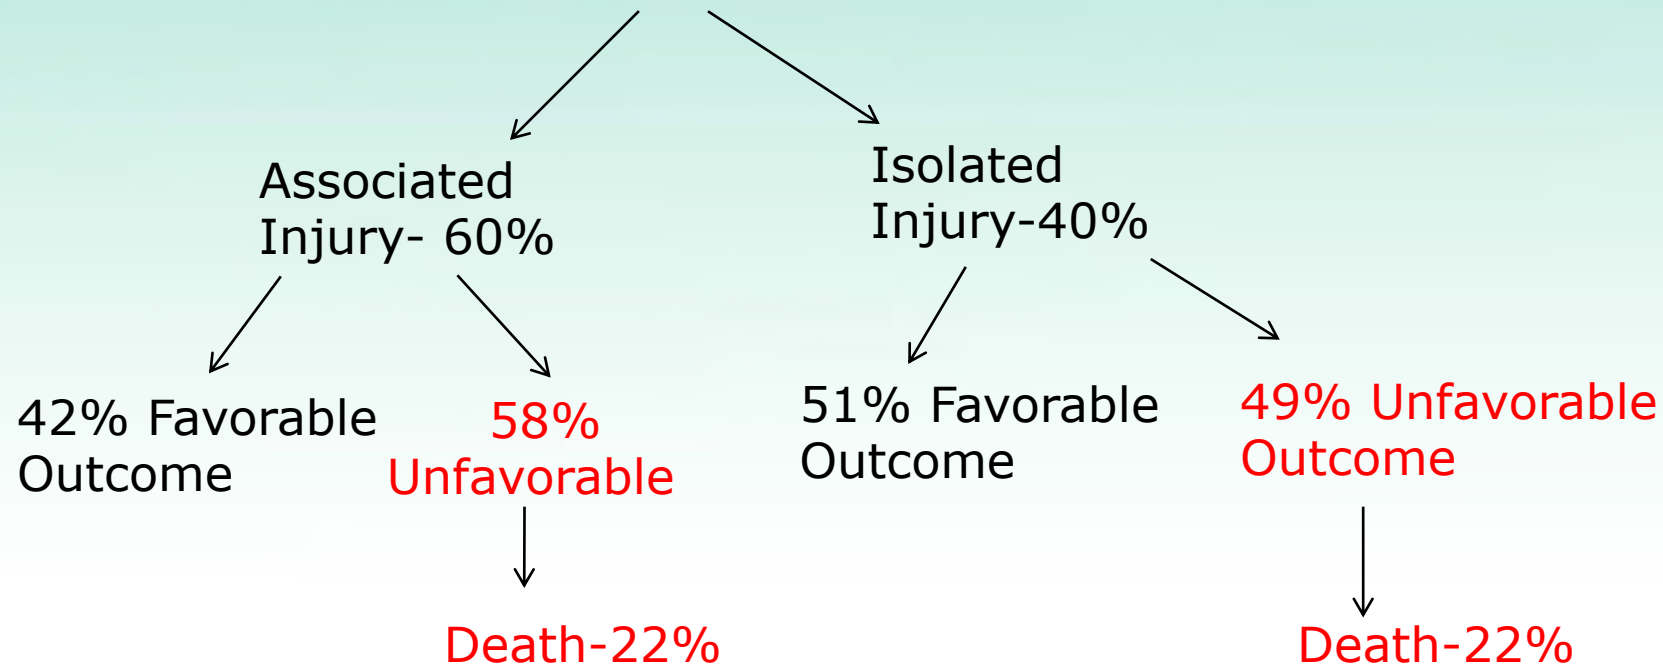 Associated
Injury- 60%
Isolated
Injury-40%
42% Favorable
Outcome
58%
Unfavorable
51% Favorable
Outcome
49% Unfavorable
Outcome
Death-22%
Death-22%